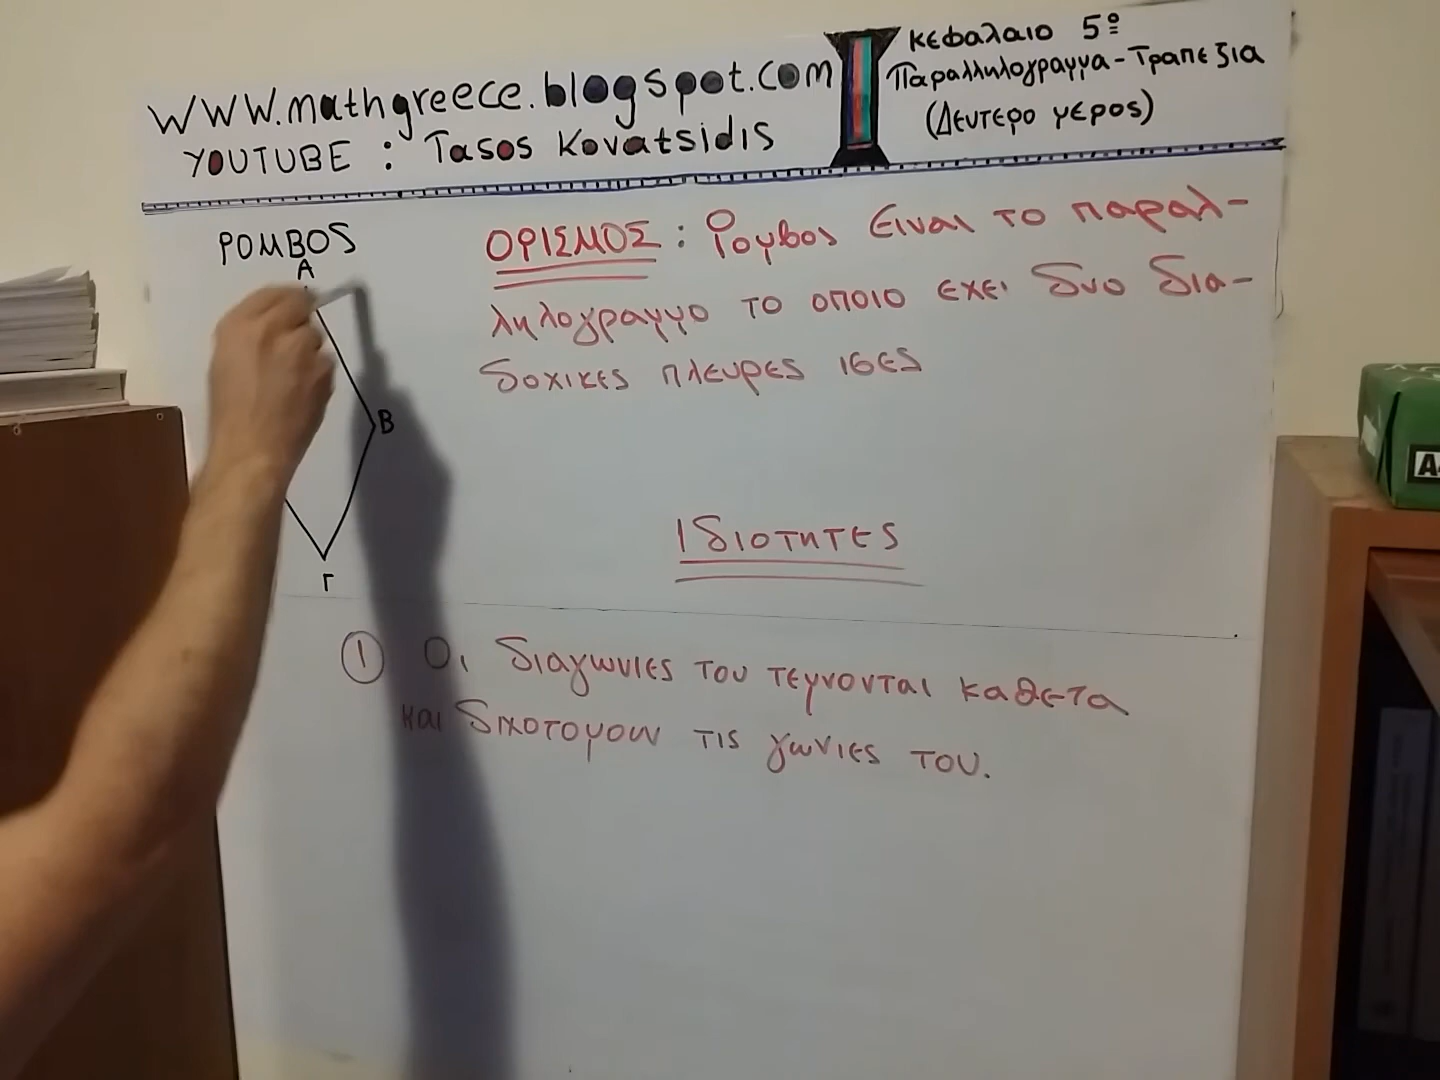 www.mathgreece.blogspot.com
YOUTUBE : Tasos Kovatsidis
κεφαλαιο 5º
Παραλληλογραμμα-Τραπεζια
(Δευτερο μερος)
ΡΟΜΒΟS
Α
Β
Γ
ΟΡΙΣΜΟΣ : Ρομβος Ειναι το παραλ-
ληλογραμμο το οποιο εχει δυο δια-
δοχικες πλευρες ισες
Ιδιοτητες
① Οι διαγωνιες του τεμνονται καθετα
και διχοτομουν τις γωνιες του.